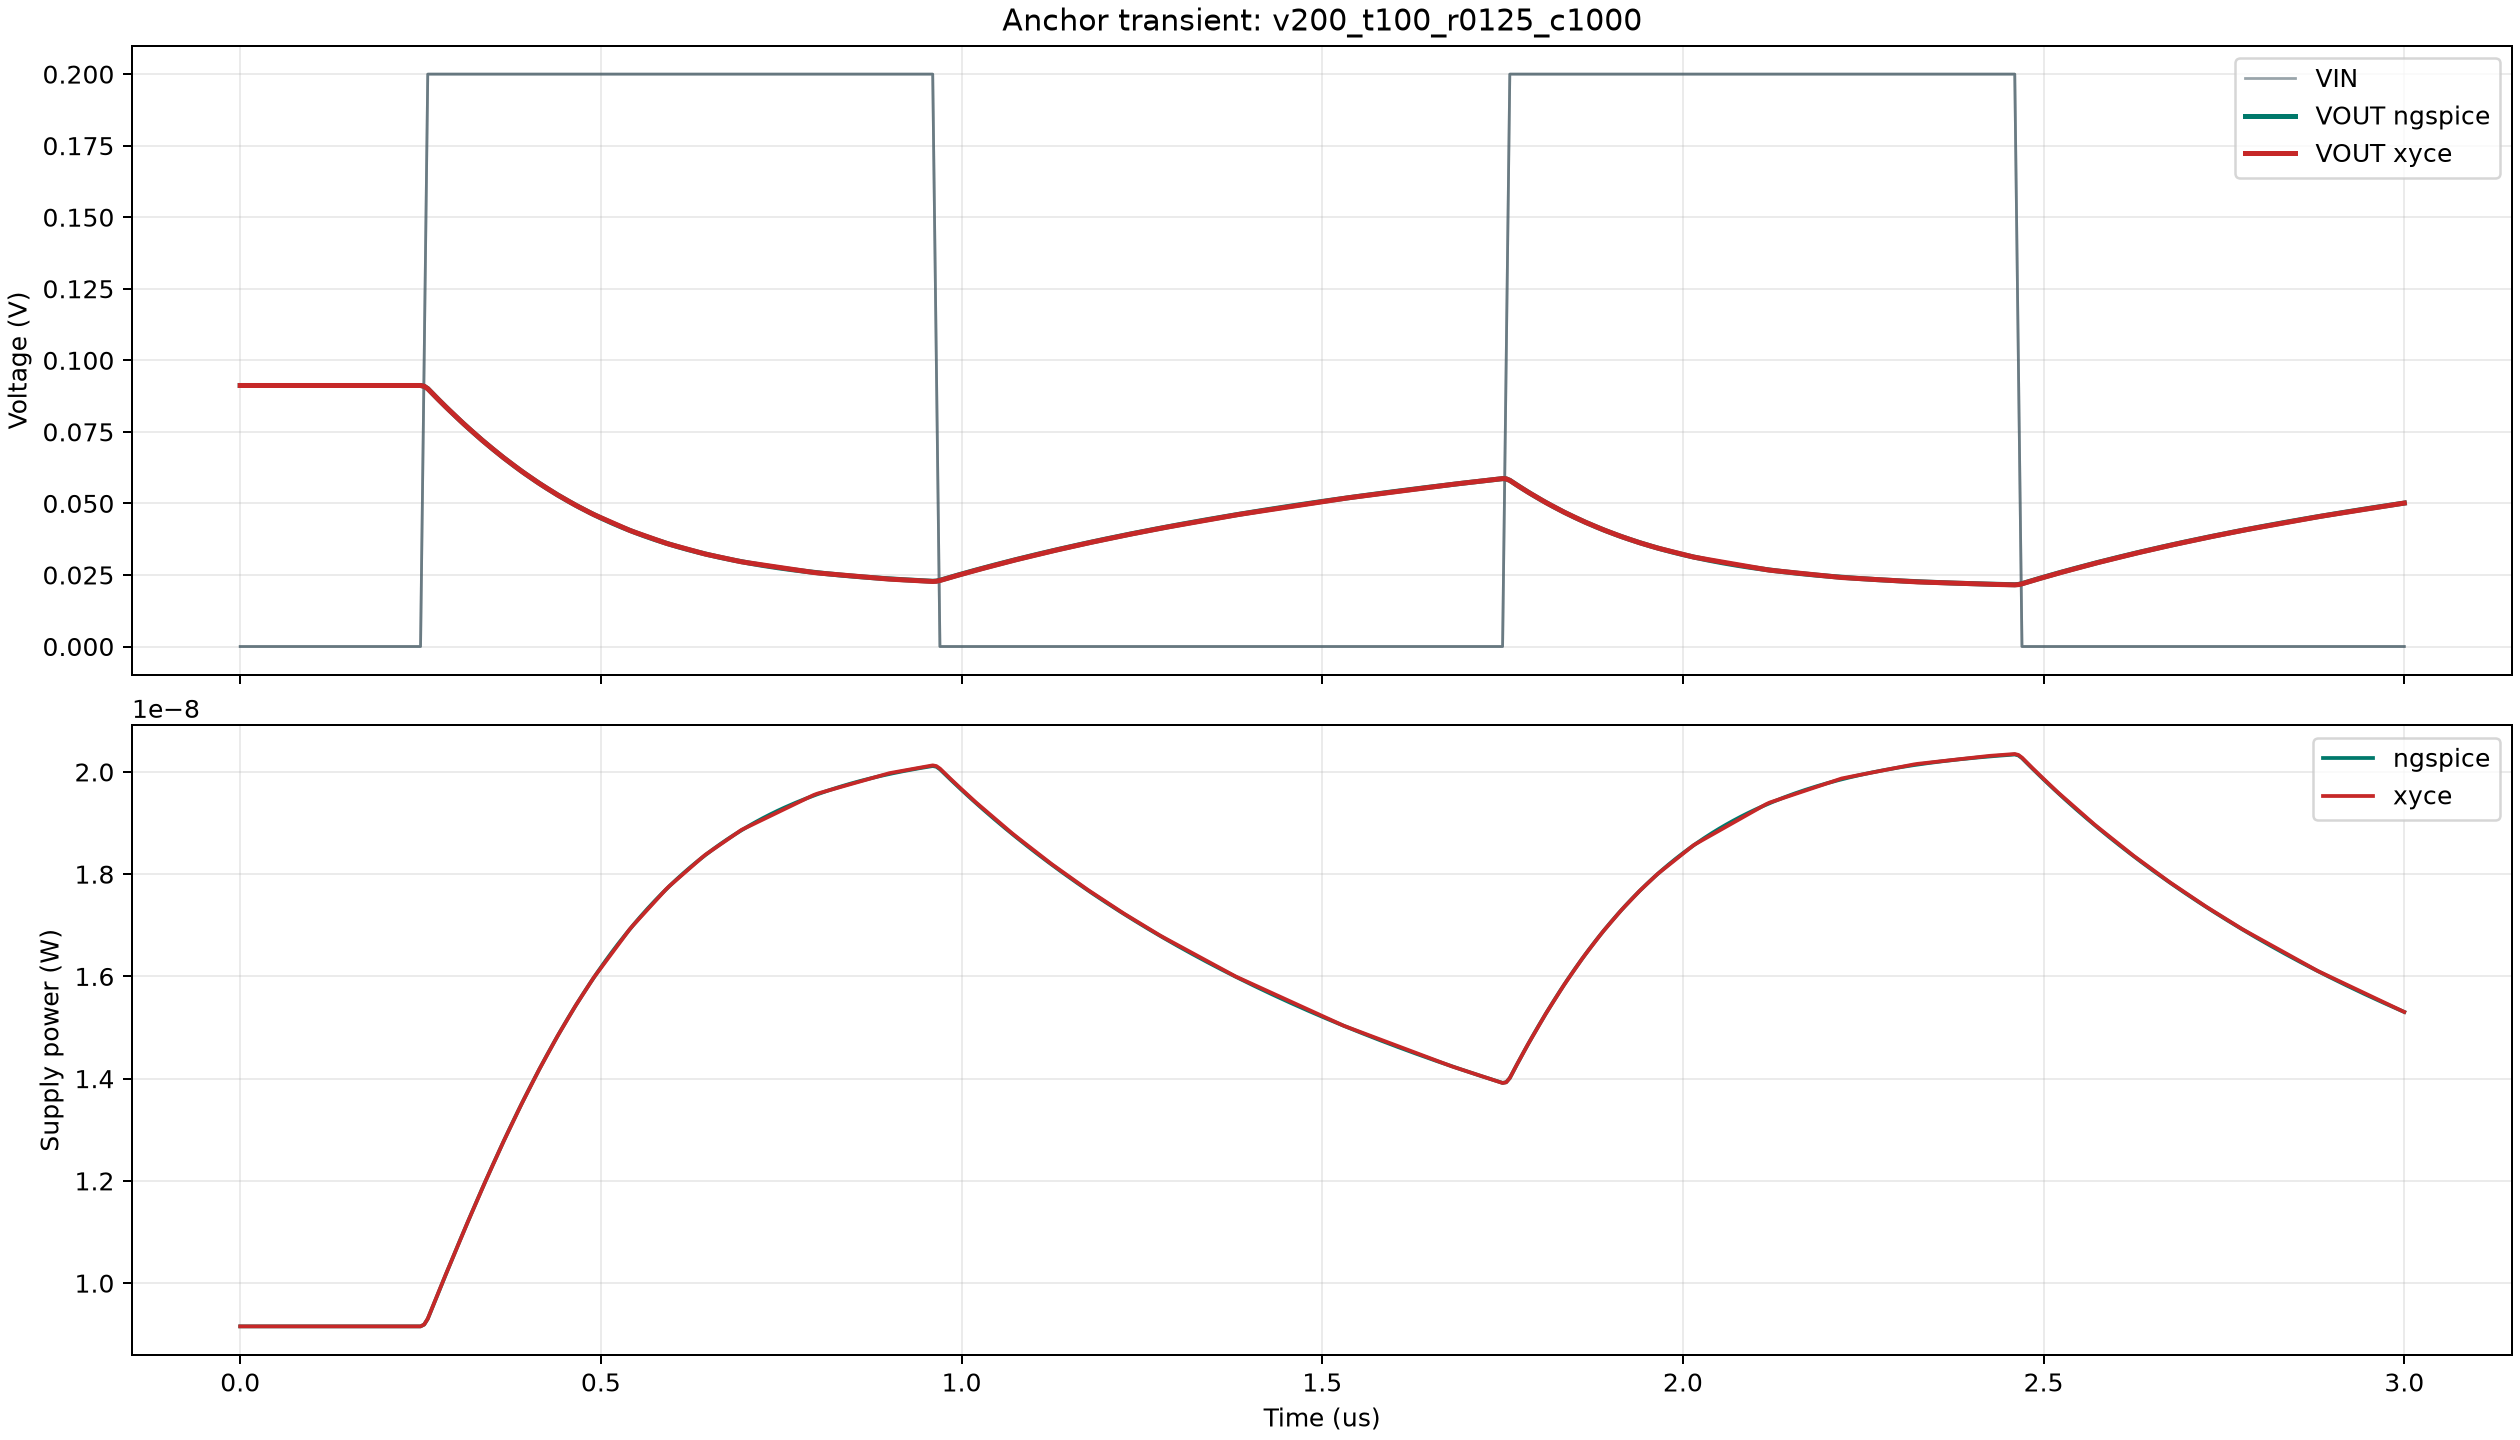 Anchor transient: v200_t100_r0125_c1000
Voltage (V)
0.200
0.175
0.150
0.125
0.100
0.075
0.050
0.025
0.000
VIN
VOUT ngspice
VOUT xyce
1e−8
Supply power (W)
2.0
1.8
1.6
1.4
1.2
1.0
ngspice
xyce
0.0 0.5 1.0 1.5 2.0 2.5 3.0
Time (us)